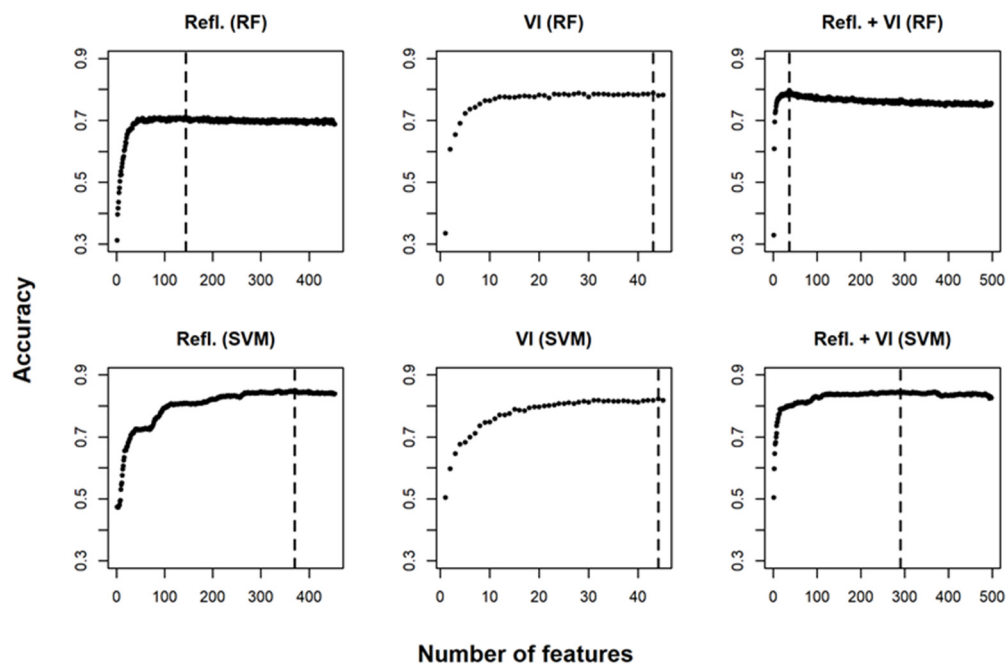 Refl. (RF)
VI (RF)
Refl. + VI (RF)
0.9
0.7
0.5
0.3
0 100 200 300 400
0.9
0.7
0.5
0.3
0 10 20 30 40
0.9
0.7
0.5
0.3
0 100 200 300 400 500
Accuracy
Refl. (SVM)
VI (SVM)
Refl. + VI (SVM)
0.9
0.7
0.5
0.3
0 100 200 300 400
0.9
0.7
0.5
0.3
0 10 20 30 40
0.9
0.7
0.5
0.3
0 100 200 300 400 500
Number of features